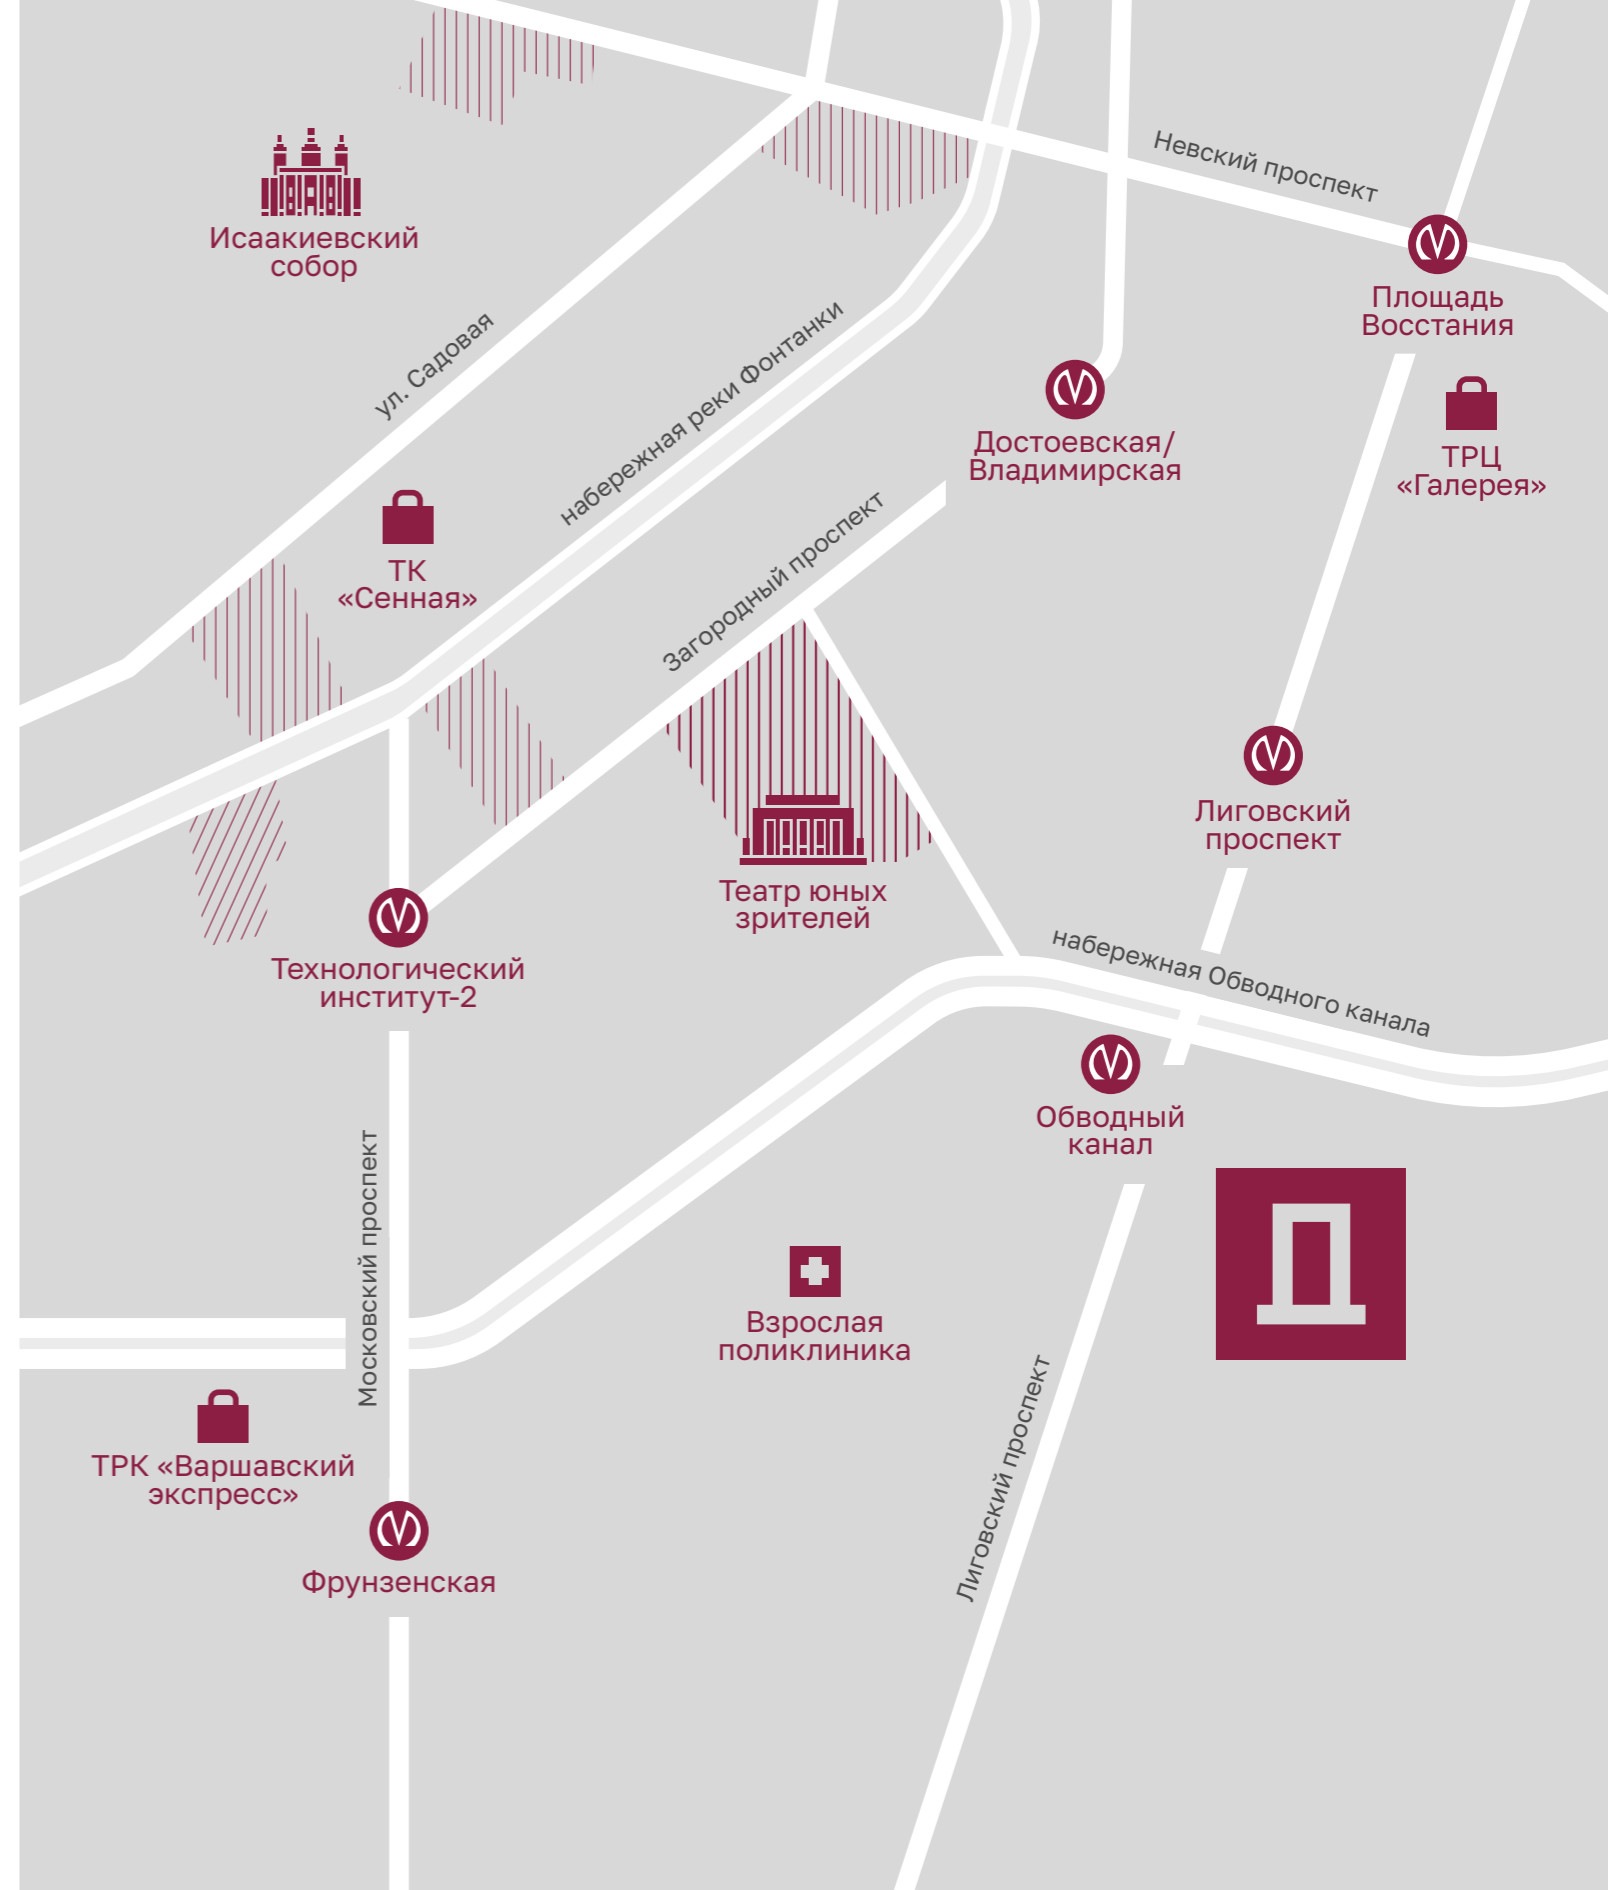 Невский проспект
Исаакиевский
собор
Площадь
Восстания
ул. Садовая
набережная реки Фонтанки
Достоевская/
Владимирская
ТРЦ
«Галерея»
ТК
«Сенная»
Загородный проспект
Лиговский
проспект
Театр юных
зрителей
Технологический
институт-2
набережная Обводного канала
Обводный
канал
Московский проспект
Д
Взрослая
поликлиника
Лиговский проспект
ТРК «Варшавский
экспресс»
Фрунзенская